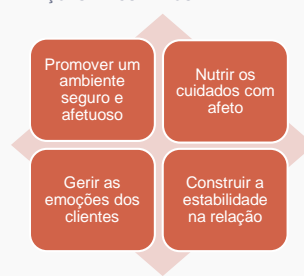 Promover um
ambiente
seguro e
afetuoso
Nutrir os
cuidados com
afeto
Gerir as
emoções dos
clientes
Construir a
estabilidade
na relação